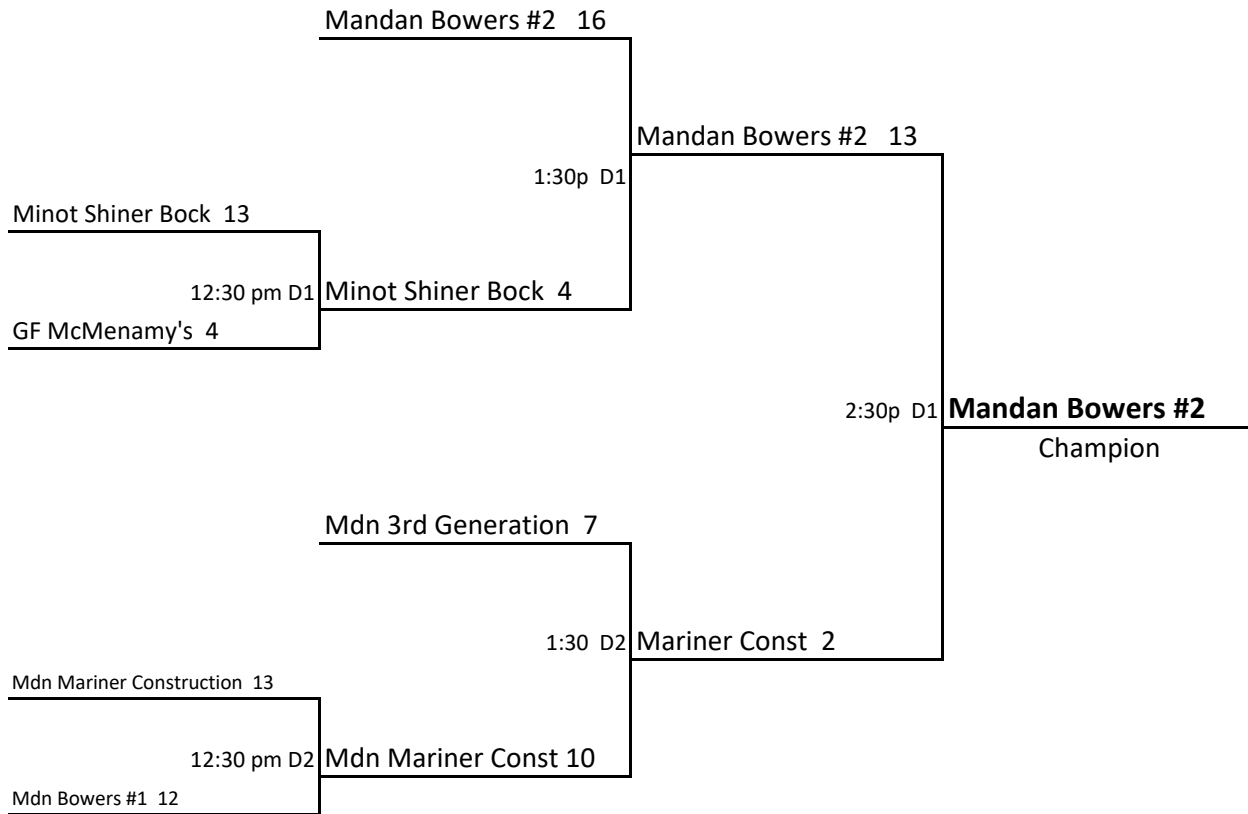 Mandan Bowers #2 16
Mandan Bowers #2 13
1:30p D1
Minot Shiner Bock 13
12:30 pm D1 Minot Shiner Bock 4
GF McMenamy's 4
2:30p D1 Mandan Bowers #2
Champion
Mdn 3rd Generation 7
1:30 D2 Mariner Const 2
Mdn Mariner Construction 13
12:30 pm D2 Mdn Mariner Const 10
Mdn Bowers #1 12